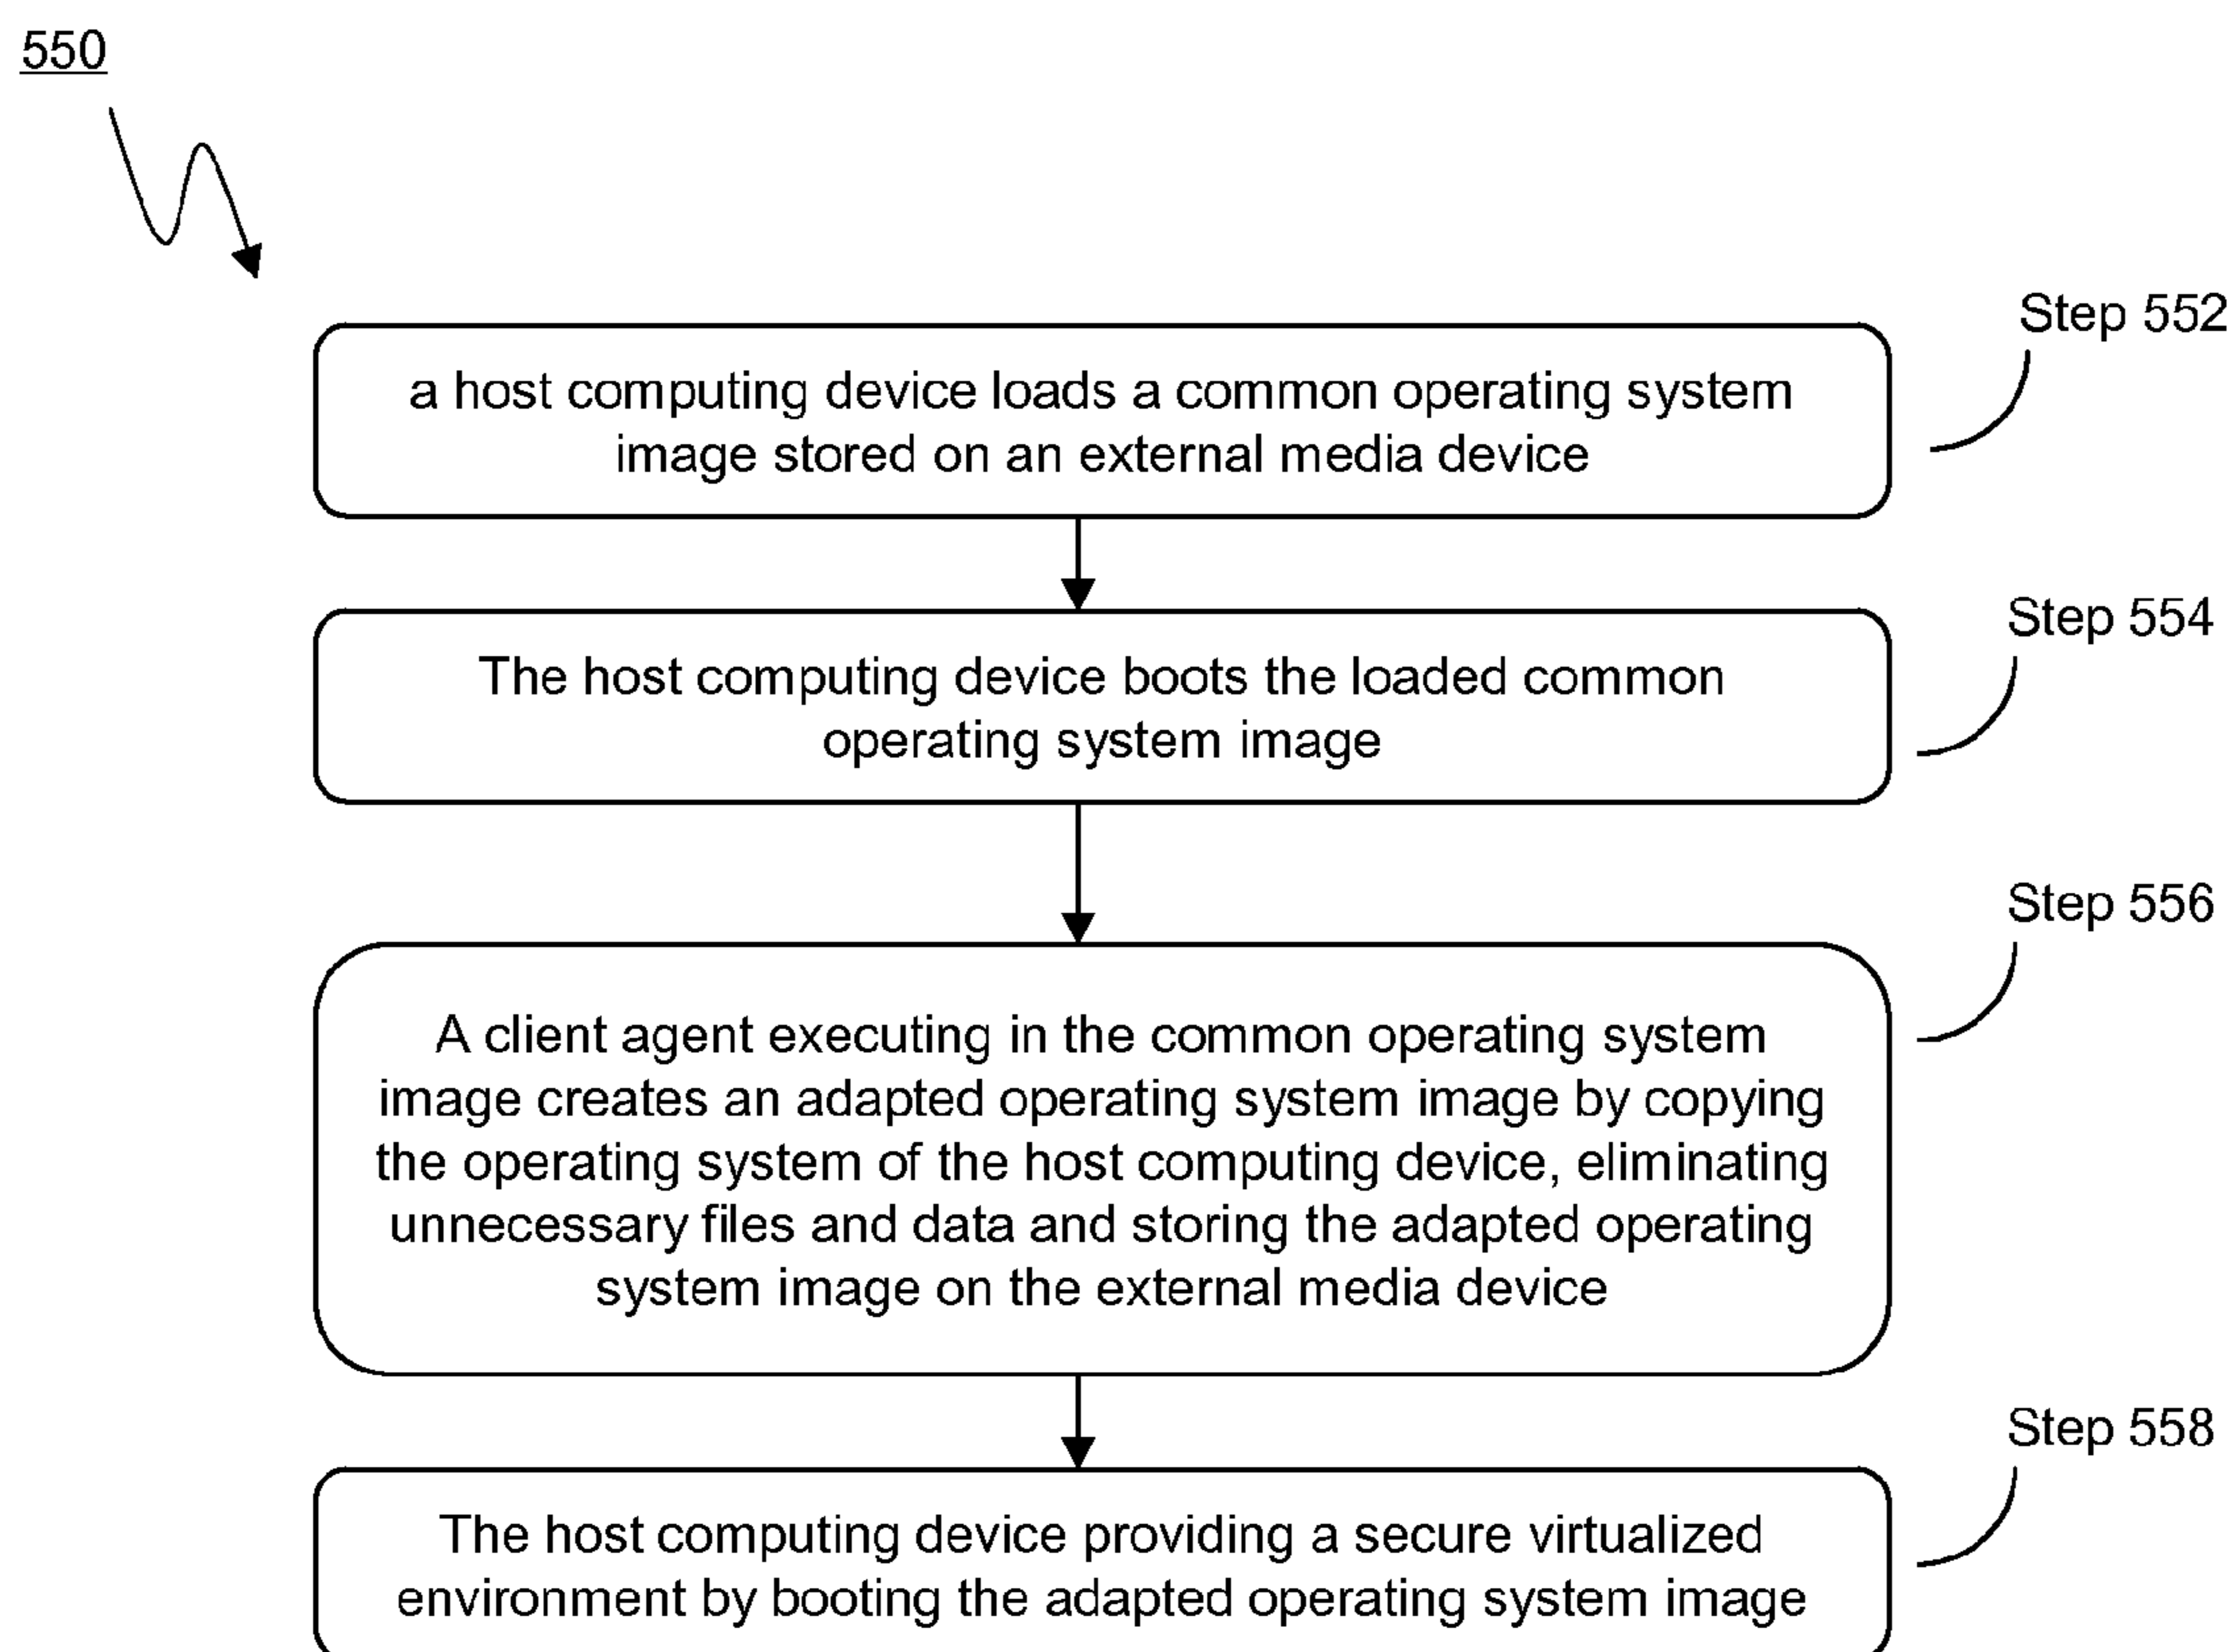 550
Step 552
a host computing device loads a common operating system
image stored on an external media device
Step 554
The host computing device boots the loaded common
operating system image
Step 556
A client agent executing in the common operating system
image creates an adapted operating system image by copying
the operating system of the host computing device, eliminating
unnecessary files and data and storing the adapted operating
system image on the external media device
Step 558
The host computing device providing a secure virtualized
environment by booting the adapted operating system image